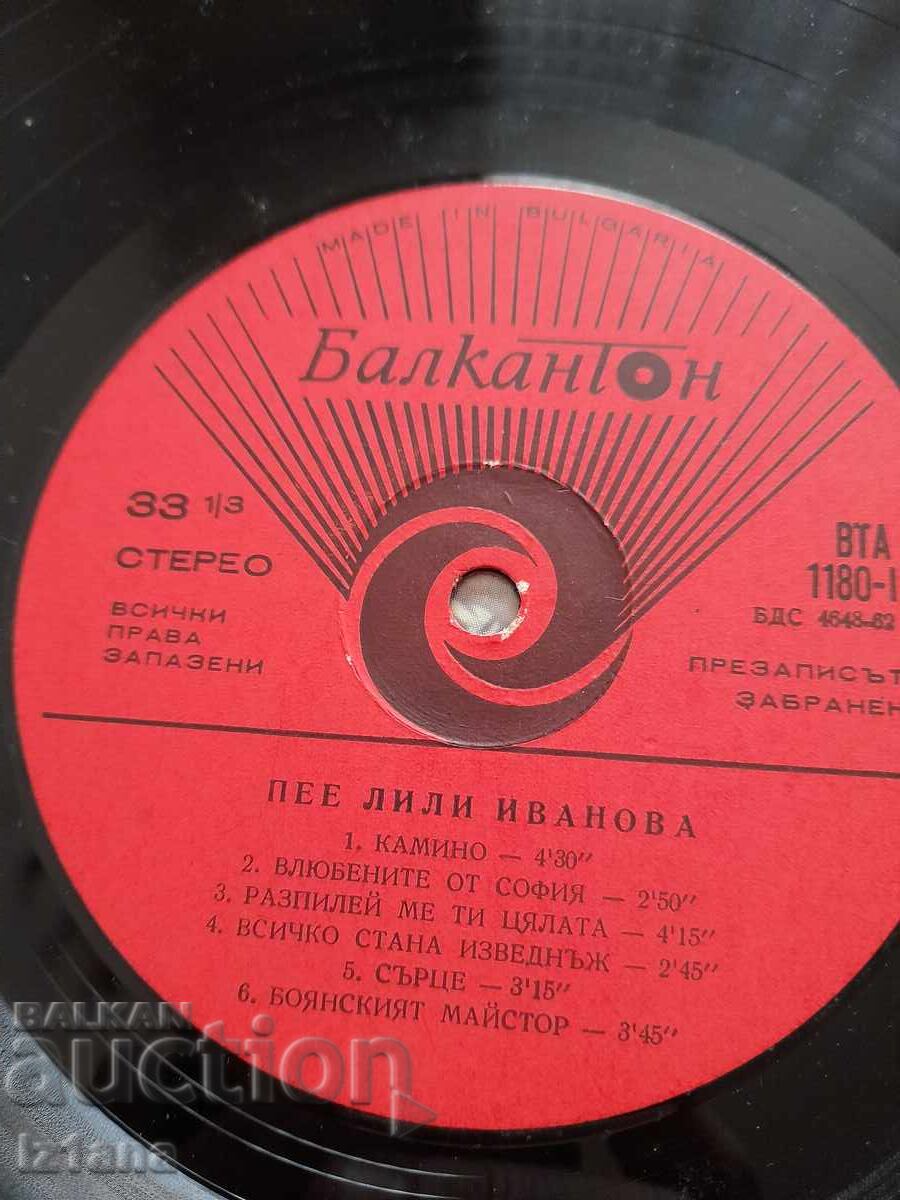 MADE IN BULGARIA
Балкантон
33 1/3
СТЕРЕО
ВСИЧКИ
ПРАВА
ЗАПАЗЕНИ
ВТА
1180-I
БДС 4648-62
ПРЕЗАПИСЪТ
ЗАБРАНЕН
ПЕЕ ЛИЛИ ИВАНОВА
1. КАМИНО — 4'30"
2. ВЛЮБЕНИТЕ ОТ СОФИЯ — 2'50"
3. РАЗПИЛЕЙ МЕ ТИ ЦЯЛАТА — 4'15"
4. ВСИЧКО СТАНА ИЗВЕДНЪЖ — 2'45"
5. СЪРЦЕ — 3'15"
6. БОЯНСКИЯТ МАЙСТОР — 3'45"
BALKAN
auction
iztana